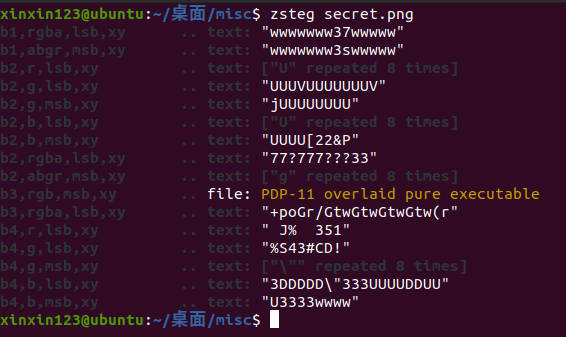 xinxin123@ubuntu:~/桌面/misc$ zsteg secret.png
b1,rgba,lsb,xy .. text: "wwwwwww37wwwww"
b1,abgr,msb,xy .. text: "wwwwwww3swwwww"
b2,r,lsb,xy .. text: ["U" repeated 8 times]
b2,g,lsb,xy .. text: "UUUVUUUUUUUV"
b2,g,msb,xy .. text: "jUUUUUUUU"
b2,b,lsb,xy .. text: ["U" repeated 8 times]
b2,b,msb,xy .. text: "UUUU[22&P"
b2,rgba,lsb,xy .. text: "77?777???33"
b2,abgr,msb,xy .. text: ["g" repeated 8 times]
b3,rgb,msb,xy .. file: PDP-11 overlaid pure executable
b3,rgba,lsb,xy .. text: "+poGr/GtwGtwGtwGtw(r"
b4,r,lsb,xy .. text: " J%  351"
b4,g,lsb,xy .. text: "%S43#CD!"
b4,g,msb,xy .. text: ["\"" repeated 8 times]
b4,b,lsb,xy .. text: "3DDDDD\"333UUUUDDUU"
b4,b,msb,xy .. text: "U3333wwww"
xinxin123@ubuntu:~/桌面/misc$